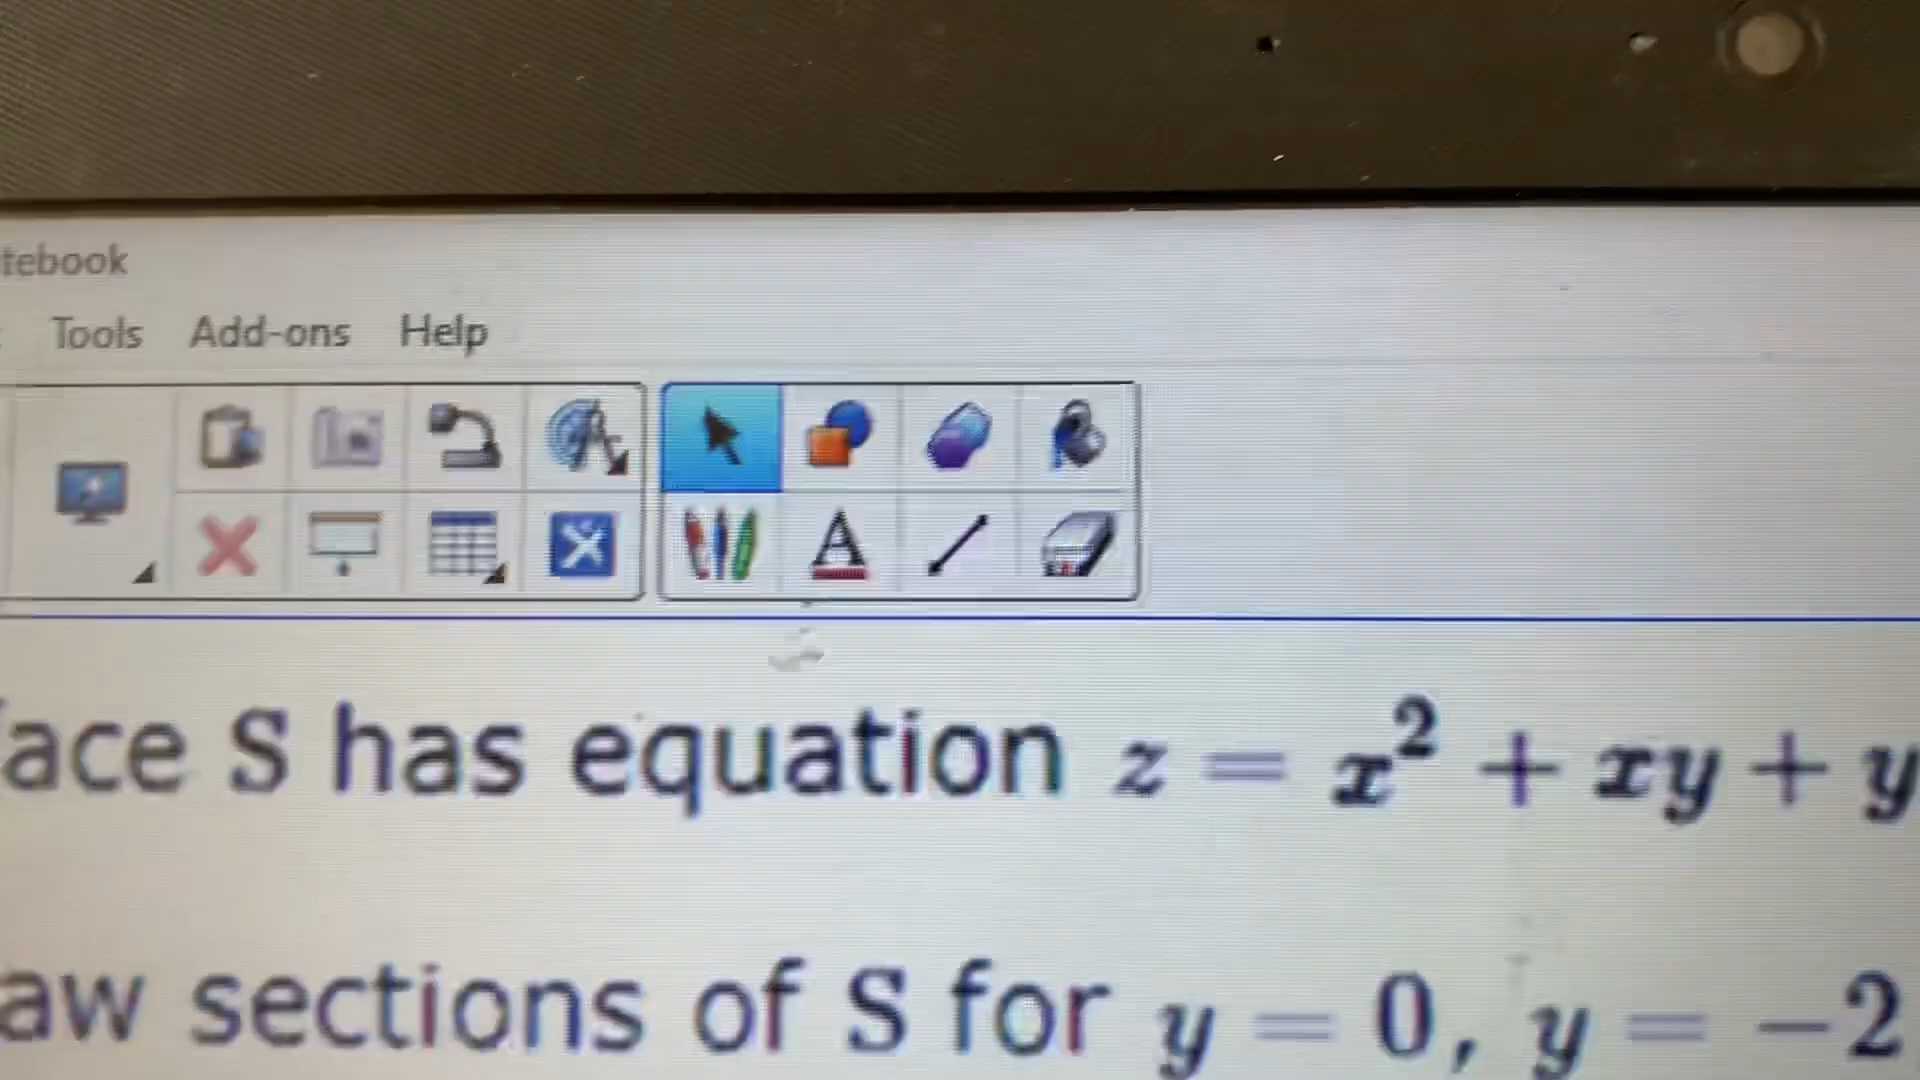 tebook
Tools Add-ons Help
ace S has equation z = x² + xy + y
aw sections of S for y = 0, y = −2